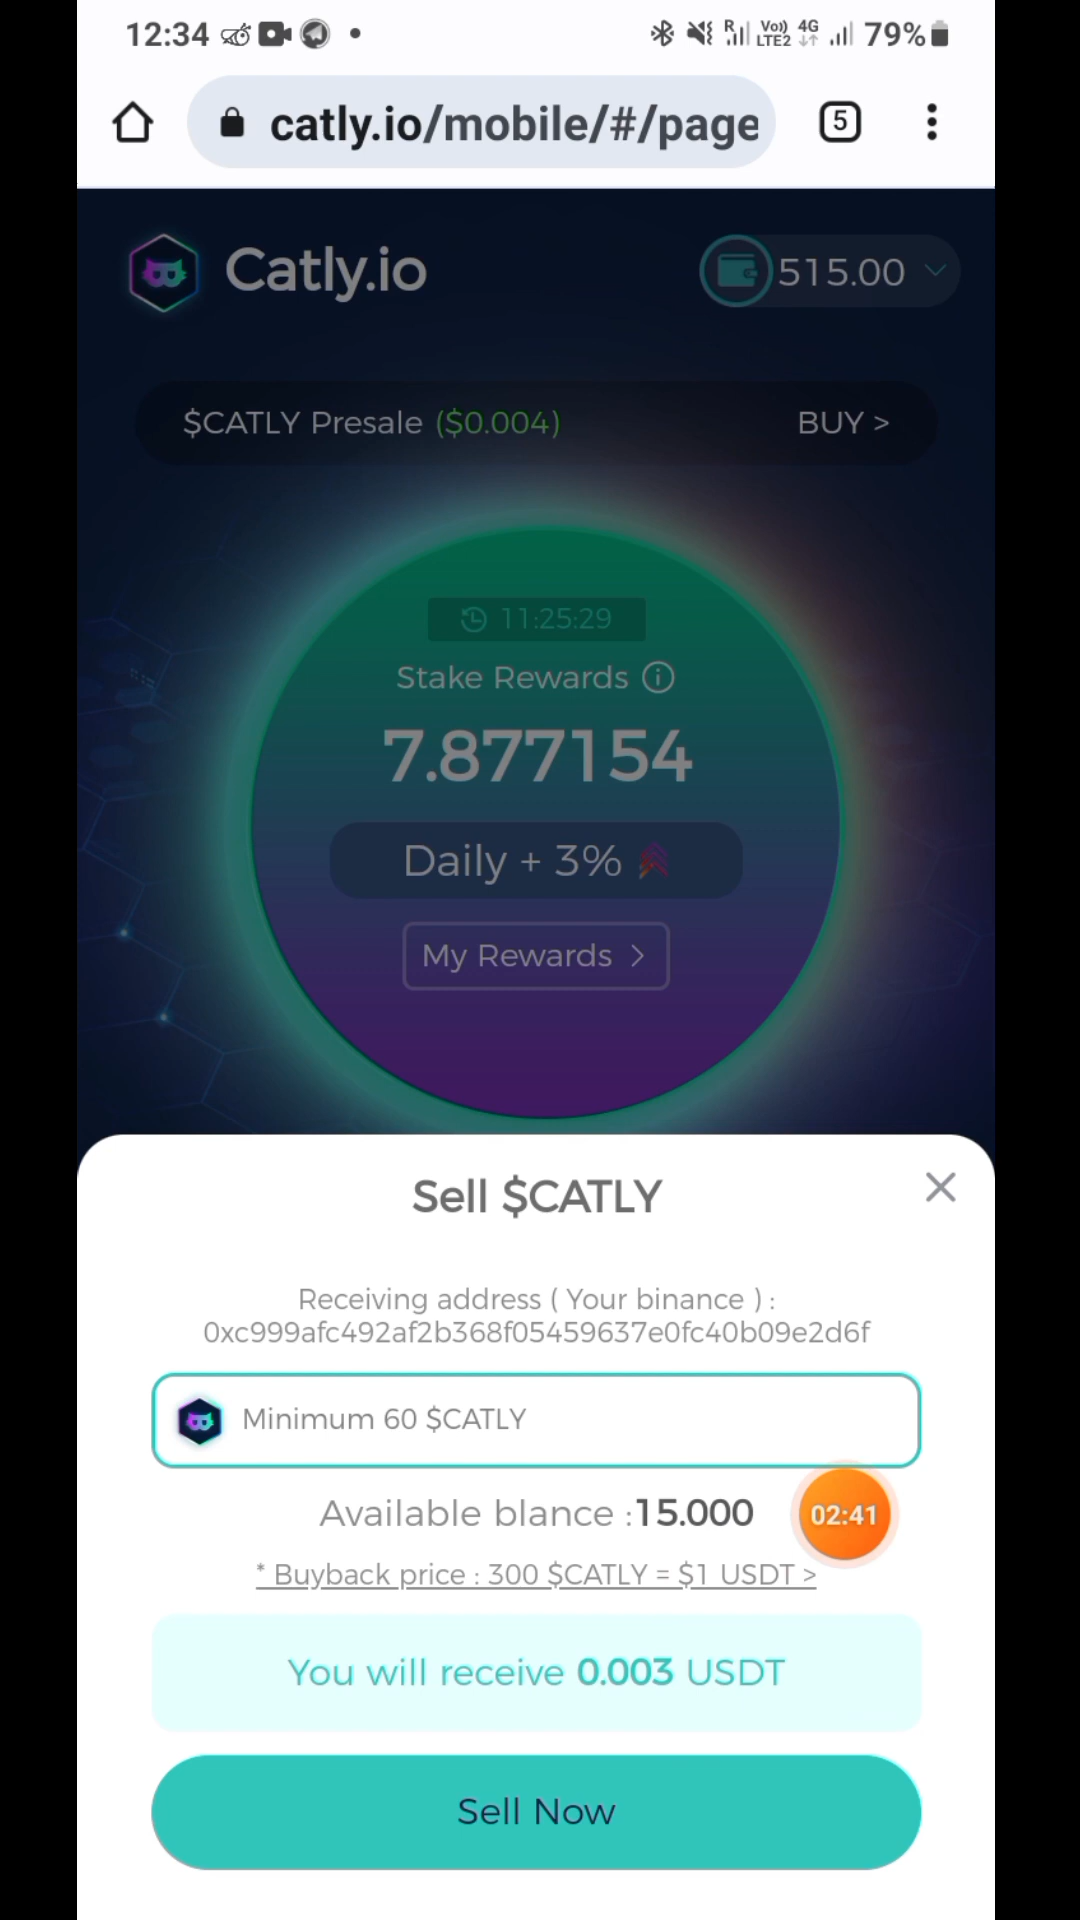 12:34
R Vo)) LTE2 4G 79%
catly.io/mobile/#/page
5
Catly.io
515.00
$CATLY Presale ($0.004) BUY >
11:25:29
Stake Rewards
7.877154
Daily + 3%
My Rewards >
Sell $CATLY
Receiving address ( Your binance ) :
0xc999afc492af2b368f05459637e0fc40b09e2d6f
Minimum 60 $CATLY
Available blance :15.000
02:41
* Buyback price : 300 $CATLY = $1 USDT >
You will receive 0.003 USDT
Sell Now